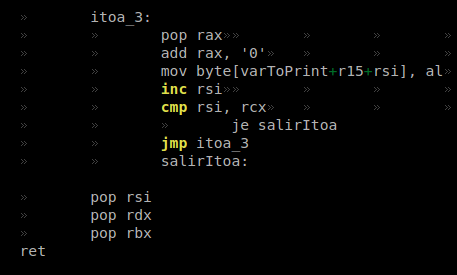 » itoa_3:
» » pop rax»» » » »
» » add rax, '0'» » » »
» » mov byte[varToPrint+r15+rsi], al»
» » inc rsi»» » » »
» » cmp rsi, rcx» » » »
» » » je salirItoa
» » jmp itoa_3
» » salirItoa:
» pop rsi
» pop rdx
» pop rbx
ret